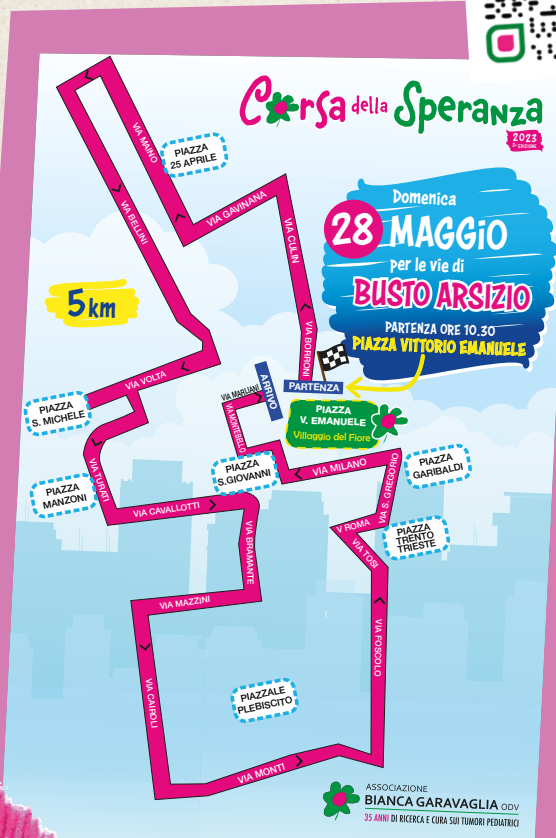 Corsa della Speranza
2023
2ª EDIZIONE
Domenica
28 MAGGiO
per le vie di
BUSTO ARSIZIO
PARTENZA ORE 10.30
PIAZZA VITTORIO EMANUELE
5km
VIA MAINO
PIAZZA
25 APRILE
VIA GAVINANA
VIA BELLINI
VIA CULIN
VIA BORRONI
VIA VOLTA
PIAZZA
S. MICHELE
VIA MARLIANI
ARRIVO
PARTENZA
VIA MONTEBELLO
PIAZZA
V. EMANUELE
Villaggio del Fiore
VIA TURATI
PIAZZA
MANZONI
PIAZZA
S.GIOVANNI
VIA MILANO
PIAZZA
GARIBALDI
VIA S. GREGORIO
VIA CAVALLOTTI
V ROMA
PIAZZA
TRENTO
TRIESTE
VIA TOSI
VIA BRAMANTE
VIA MAZZINI
VIA FOSCOLO
VIA CAIROLI
PIAZZALE
PLEBISCITO
VIA MONTI
ASSOCIAZIONE
BIANCA GARAVAGLIA ODV
35 ANNI DI RICERCA E CURA SUI TUMORI PEDIATRICI